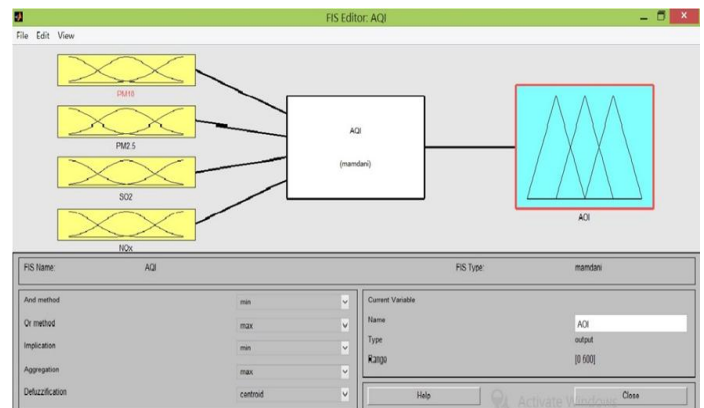 FIS Editor: AQI
File Edit View
PM10
PM2.5
SO2
NOx
AQI
(mamdani)
AOI
FIS Name: AQI FIS Type: mamdani
And method min
Or method max
Implication min
Aggregation max
Defuzzification centroid
Current Variable
Name AOI
Type output
Range [0 600]
Help Close
Activate Windows